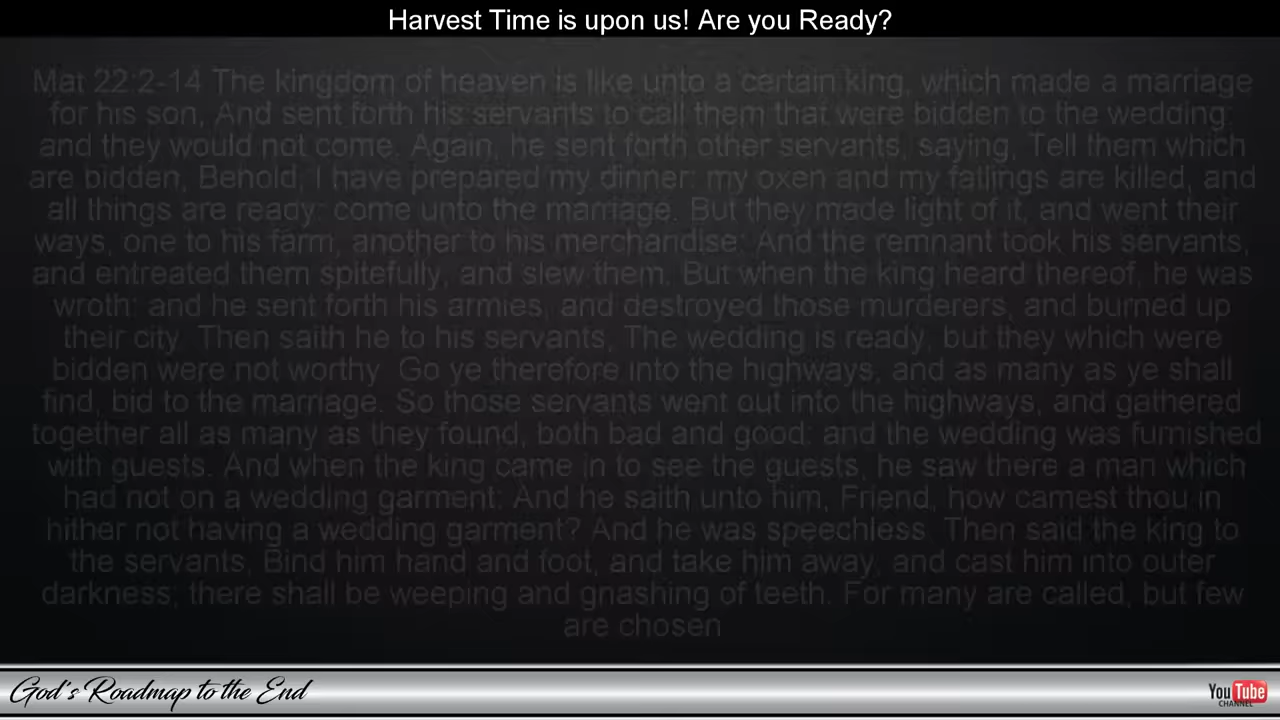 Harvest Time is upon us! Are you Ready?
Mat 22:2-14 The kingdom of heaven is like unto a certain king, which made a marriage
for his son, And sent forth his servants to call them that were bidden to the wedding:
and they would not come. Again, he sent forth other servants, saying, Tell them which
are bidden, Behold, I have prepared my dinner: my oxen and my fatlings are killed, and
all things are ready: come unto the marriage. But they made light of it, and went their
ways, one to his farm, another to his merchandise: And the remnant took his servants,
and entreated them spitefully, and slew them. But when the king heard thereof, he was
wroth: and he sent forth his armies, and destroyed those murderers, and burned up
their city. Then saith he to his servants, The wedding is ready, but they which were
bidden were not worthy. Go ye therefore into the highways, and as many as ye shall
find, bid to the marriage. So those servants went out into the highways, and gathered
together all as many as they found, both bad and good: and the wedding was furnished
with guests. And when the king came in to see the guests, he saw there a man which
had not on a wedding garment: And he saith unto him, Friend, how camest thou in
hither not having a wedding garment? And he was speechless. Then said the king to
the servants, Bind him hand and foot, and take him away, and cast him into outer
darkness; there shall be weeping and gnashing of teeth. For many are called, but few
are chosen
God's Roadmap to the End
YouTube
CHANNEL